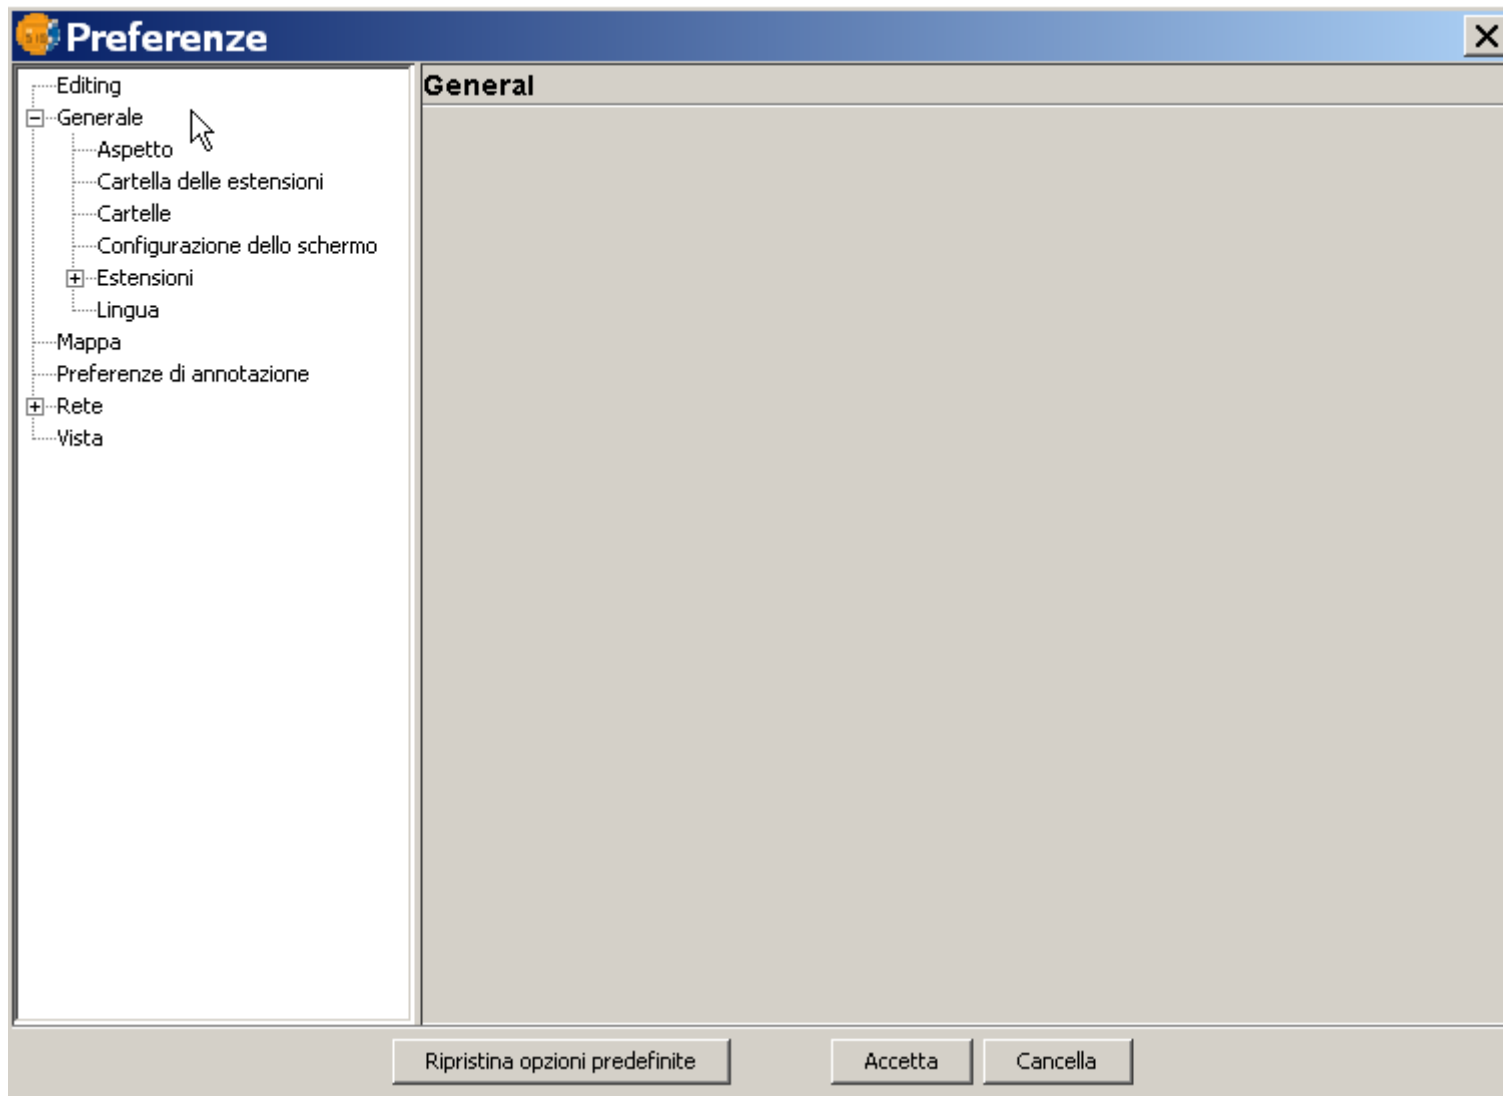 Preferenze
Editing
General
Generale
Aspetto
Cartella delle estensioni
Cartelle
Configurazione dello schermo
Estensioni
Lingua
Mappa
Preferenze di annotazione
Rete
Vista
Ripristina opzioni predefinite
Accetta
Cancella